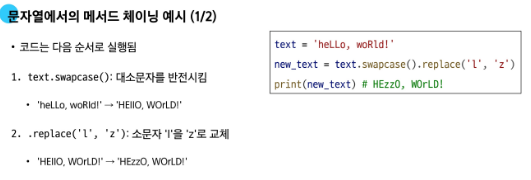 문자열에서의 메서드 체이닝 예시 (1/2)
• 코드는 다음 순서로 실행됨
1. text.swapcase(): 대소문자를 반전시킴
• 'heLLo, woRld!' → 'HEllO, WOrLD!'
2. .replace('l', 'z'): 소문자 'l'을 'z'로 교체
• 'HEllO, WOrLD!' → 'HEzzO, WOrLD!'
text = 'heLLo, woRld!'
new_text = text.swapcase().replace('l', 'z')
print(new_text) # HEzzO, WOrLD!